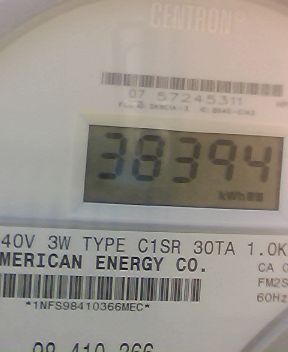 CENTRON®
07 57245311
38394
kWh
40V 3W TYPE C1SR 30TA 1.0K
MERICAN ENERGY CO.
CA
FM2S
60Hz
*1NFS98410366MEC*
98 410 366